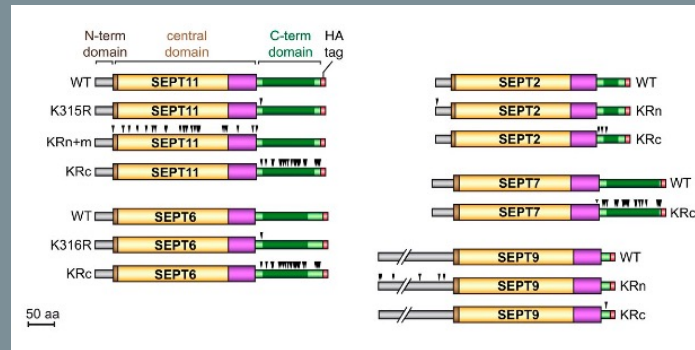 N-term domain
central domain
C-term domain
HA tag
WT SEPT11
K315R SEPT11
KRn+m SEPT11
KRc SEPT11
WT SEPT6
K316R SEPT6
KRc SEPT6
50 aa
SEPT2 WT
SEPT2 KRn
SEPT2 KRc
SEPT7 WT
SEPT7 KRc
SEPT9 WT
SEPT9 KRn
SEPT9 KRc